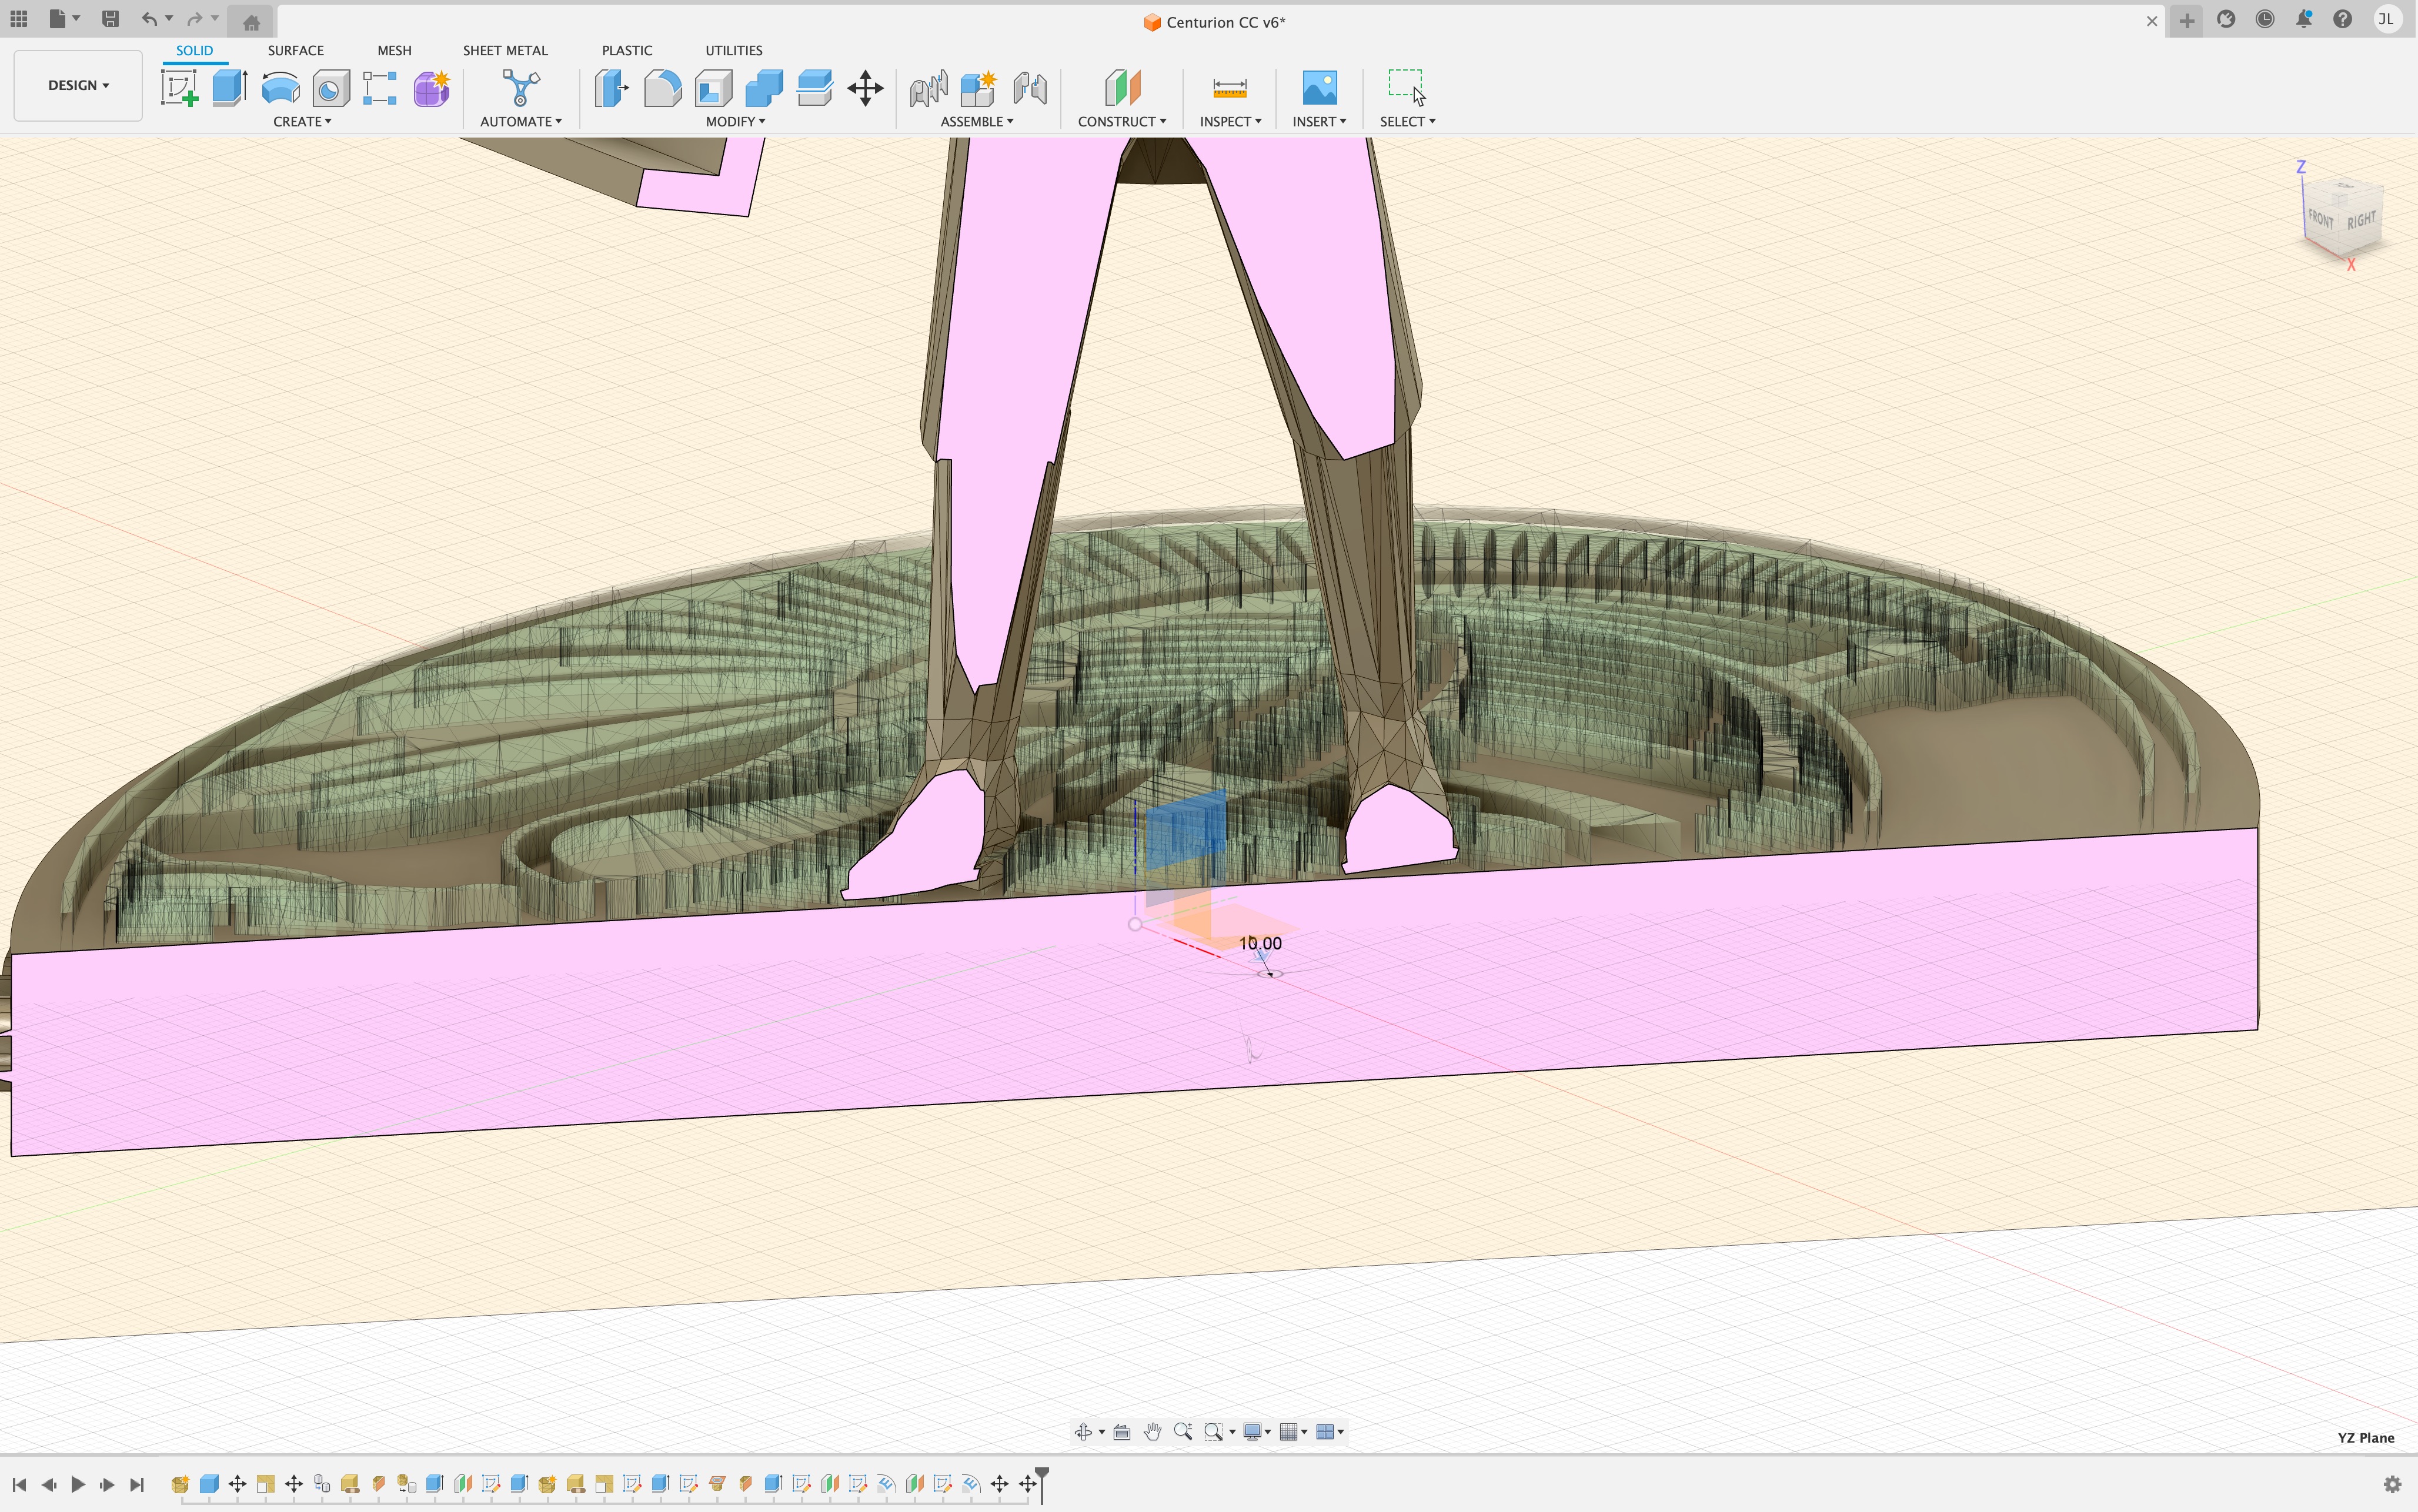 Centurion CC v6*
JL
SOLID
SURFACE
MESH
SHEET METAL
PLASTIC
UTILITIES
DESIGN
CREATE
AUTOMATE
MODIFY
ASSEMBLE
CONSTRUCT
INSPECT
INSERT
SELECT
Z
FRONT
RIGHT
X
10.00
YZ Plane